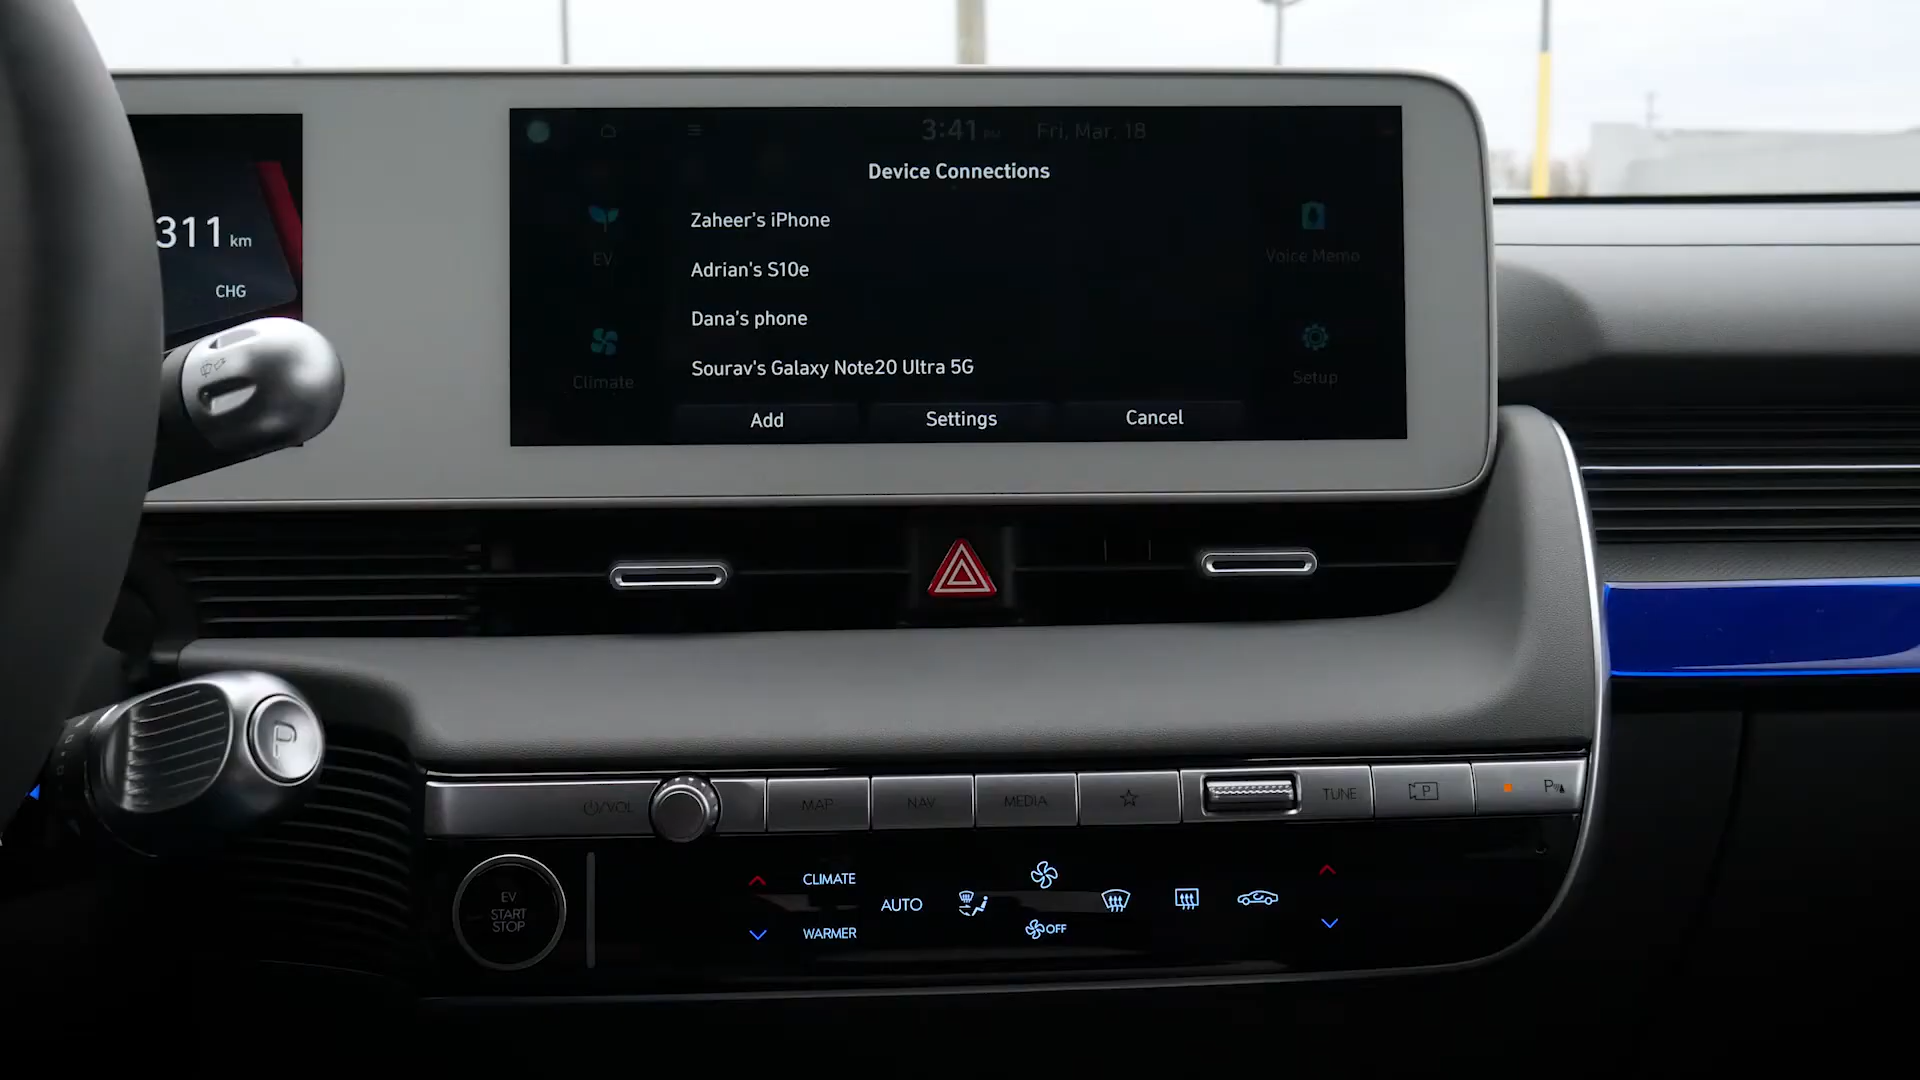 3:41 PM Fri, Mar. 18
Device Connections
Zaheer's iPhone
Adrian's S10e
Dana's phone
Sourav's Galaxy Note20 Ultra 5G
Add Settings Cancel
EV
Climate
Voice Memo
Setup
311 km
CHG
P
VOL MAP NAV MEDIA TUNE P P
EV
START
STOP
CLIMATE
AUTO
WARMER
OFF